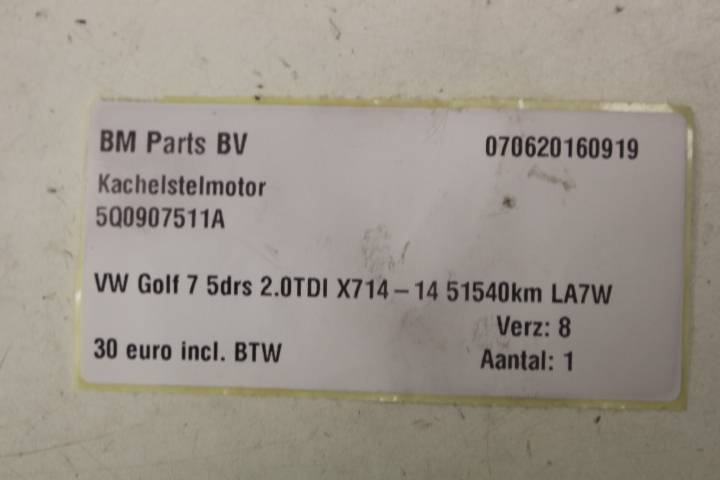 BM Parts BV 070620160919
Kachelstelmotor
5Q0907511A
VW Golf 7 5drs 2.0TDI X714-14 51540km LA7W
Verz: 8
30 euro incl. BTW Aantal: 1